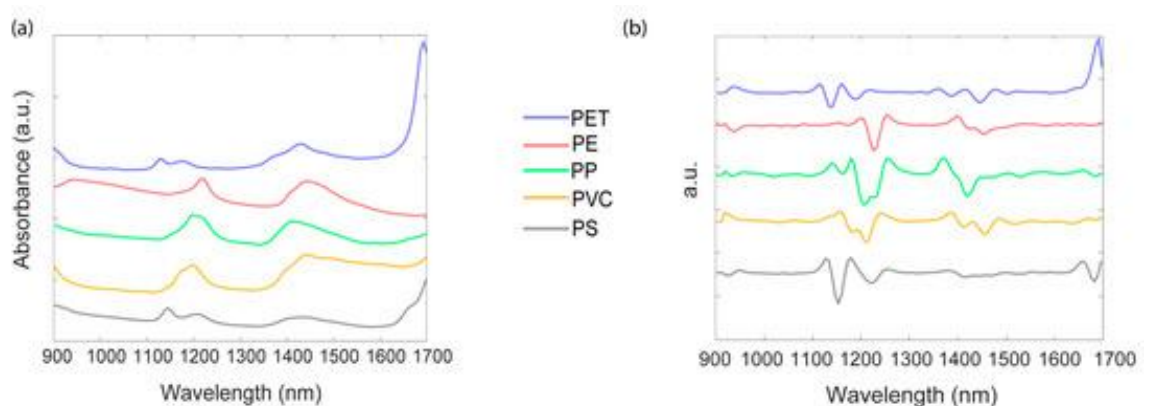 (a)
Absorbance (a.u.)
900 1000 1100 1200 1300 1400 1500 1600 1700
Wavelength (nm)
PET
PE
PP
PVC
PS
(b)
a.u.
900 1000 1100 1200 1300 1400 1500 1600 1700
Wavelength (nm)